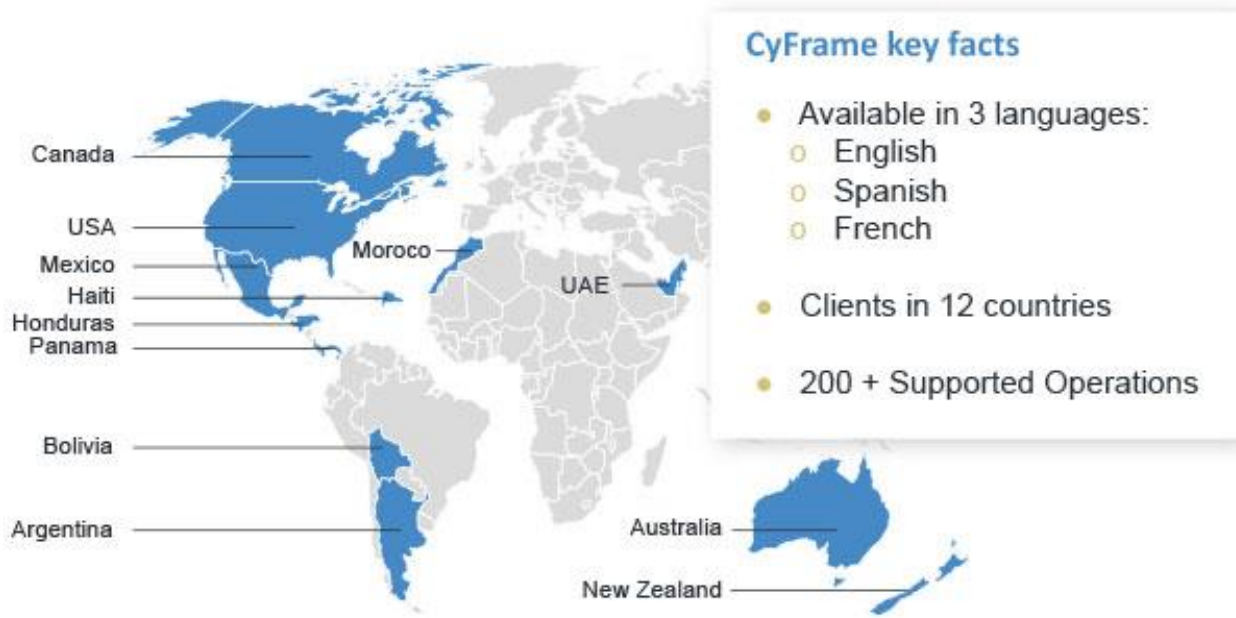 CyFrame key facts
• Available in 3 languages:
o English
o Spanish
o French
• Clients in 12 countries
• 200 + Supported Operations
Canada
USA
Mexico
Haiti
Honduras
Panama
Bolivia
Argentina
Moroco
UAE
Australia
New Zealand